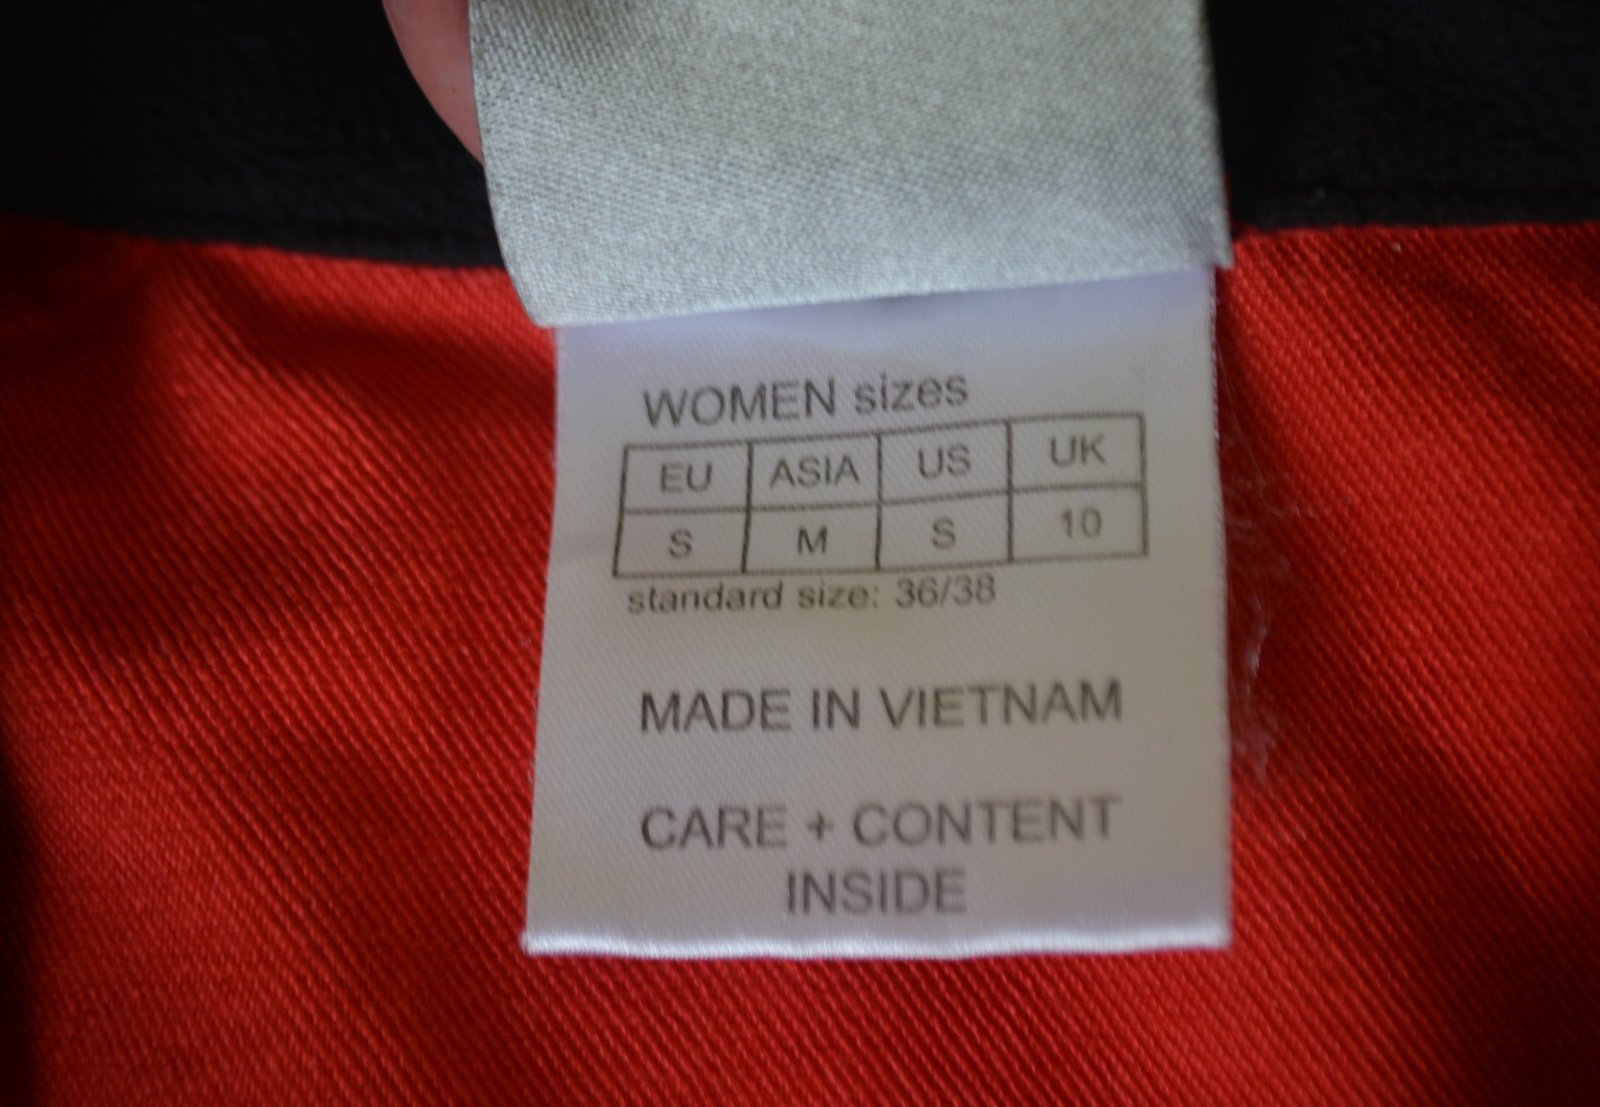 WOMEN sizes
EU ASIA US UK
S M S 10
standard size: 36/38
MADE IN VIETNAM
CARE + CONTENT
INSIDE